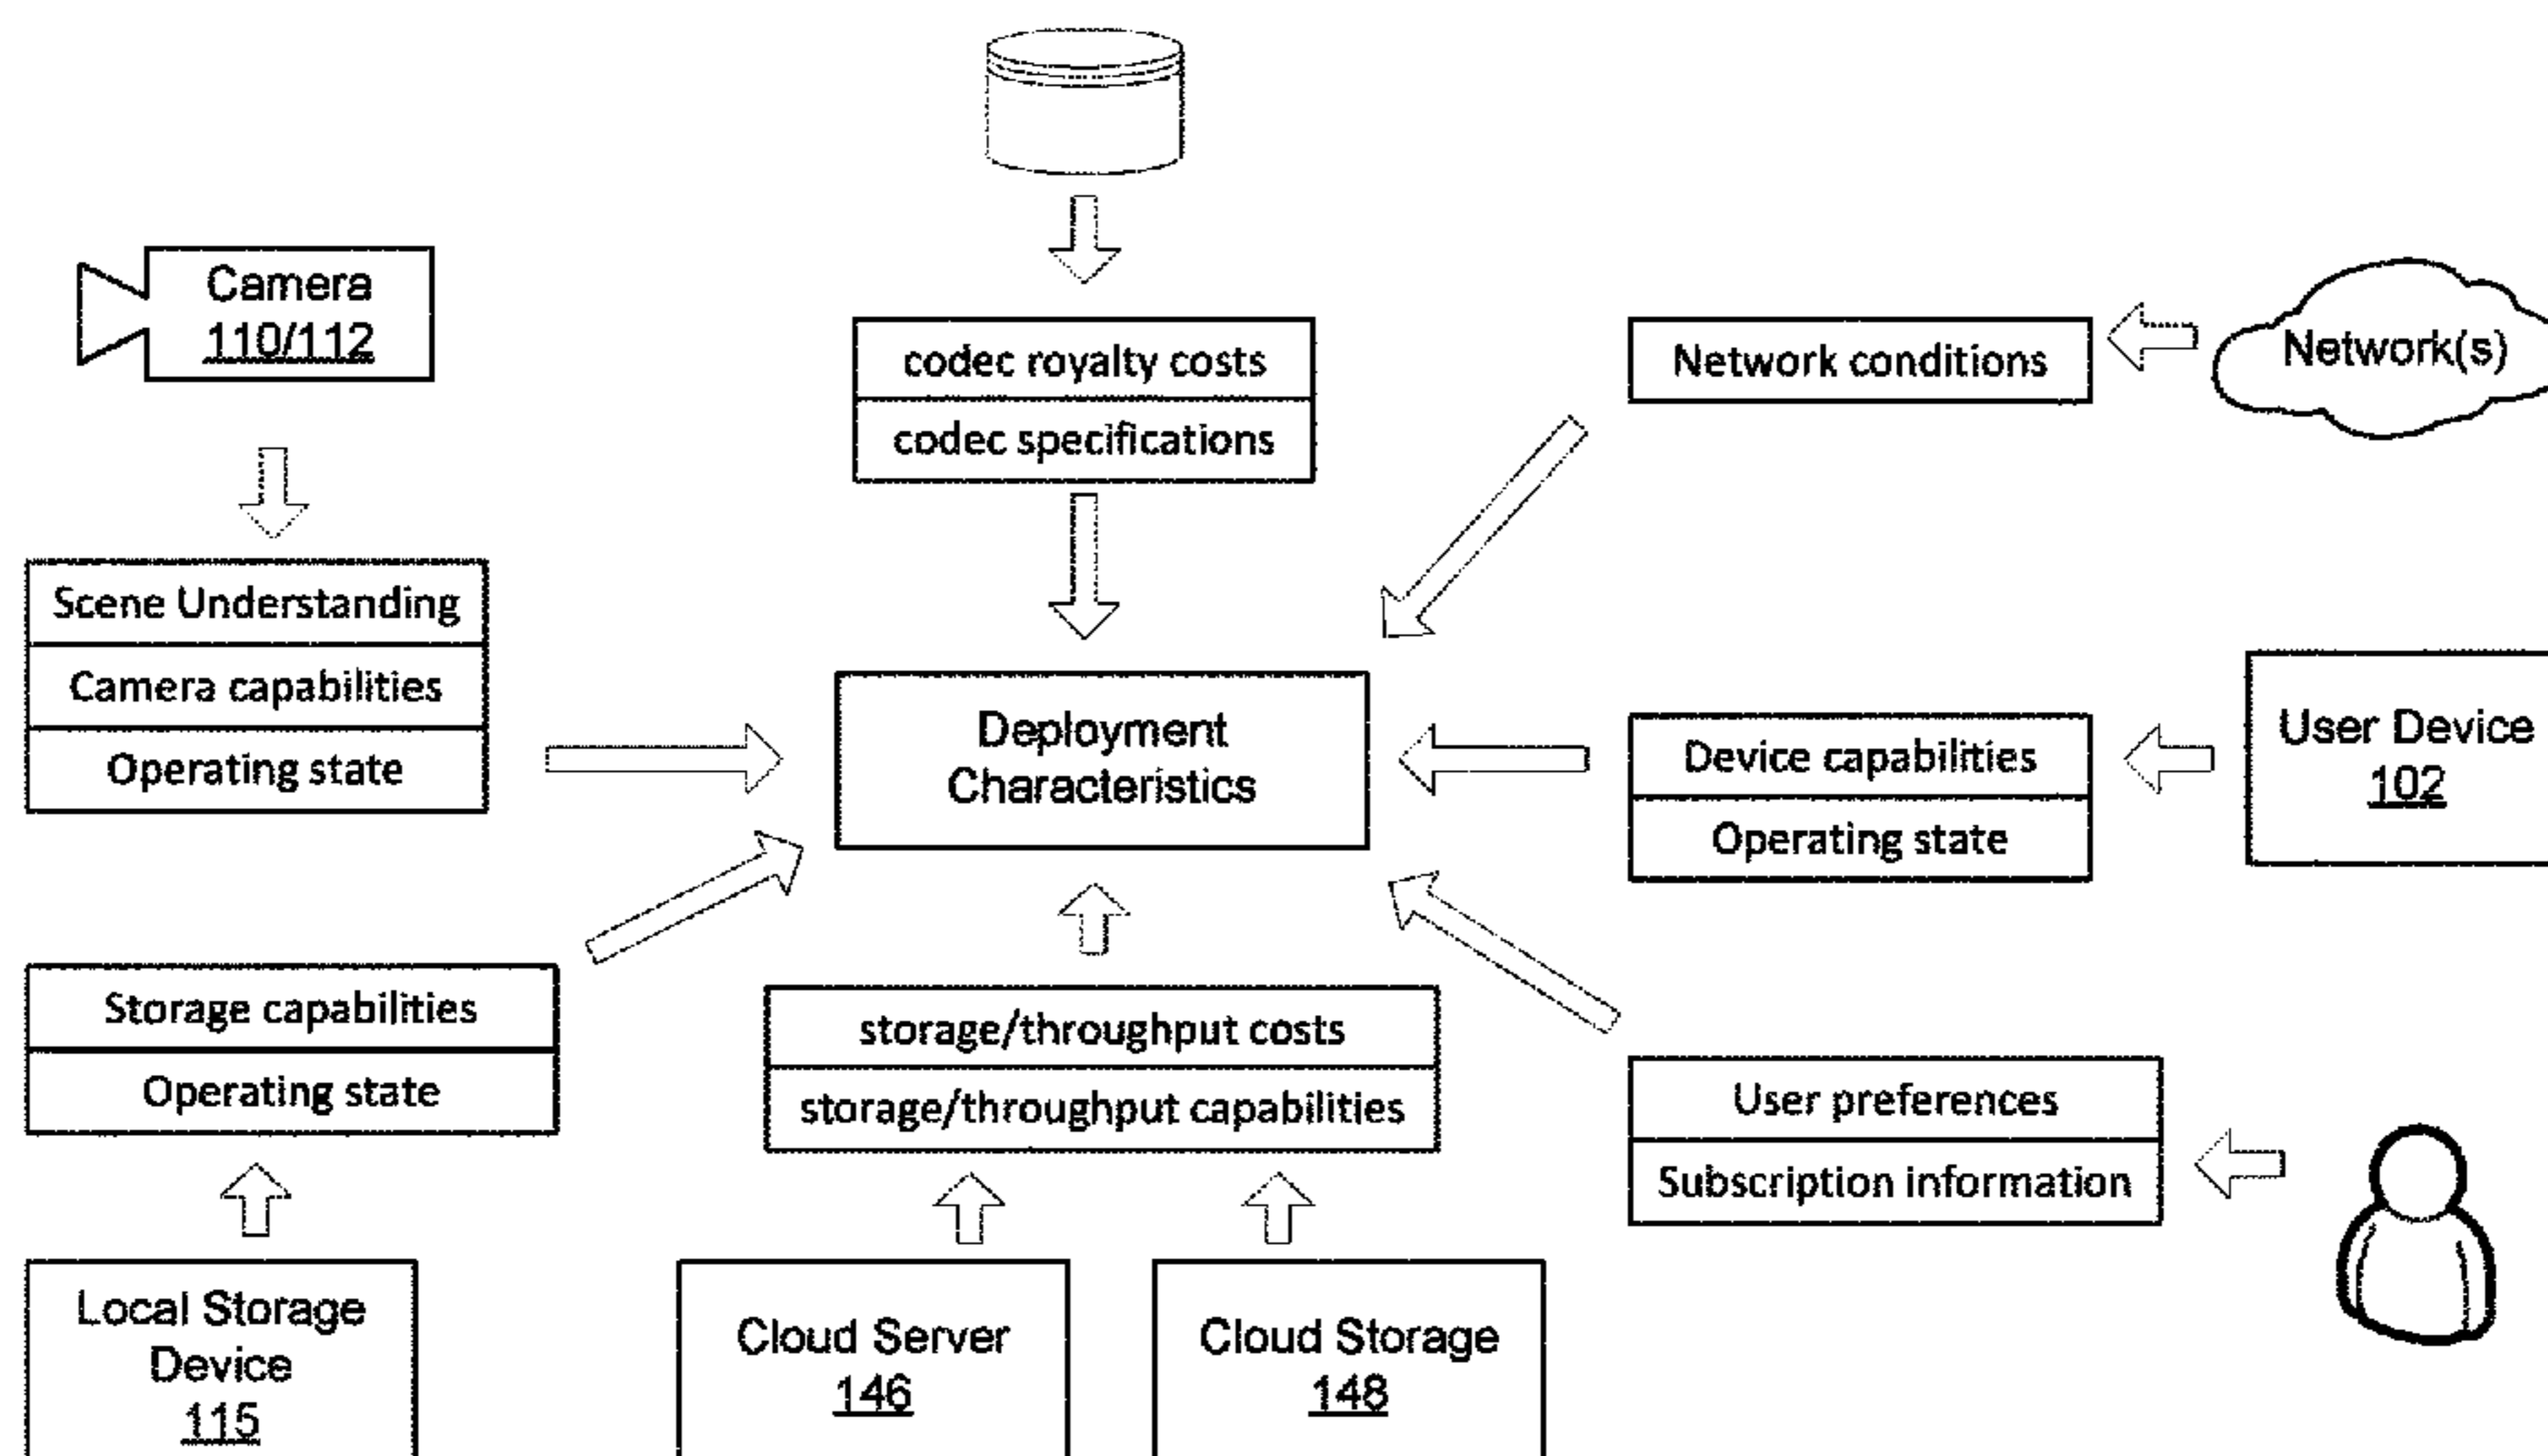 Camera
110/112
codec royalty costs
codec specifications
Network conditions
Network(s)
Scene Understanding
Camera capabilities
Operating state
Deployment
Characteristics
Device capabilities
Operating state
User Device
102
Storage capabilities
Operating state
storage/throughput costs
storage/throughput capabilities
User preferences
Subscription information
Local Storage
Device
115
Cloud Server
146
Cloud Storage
148